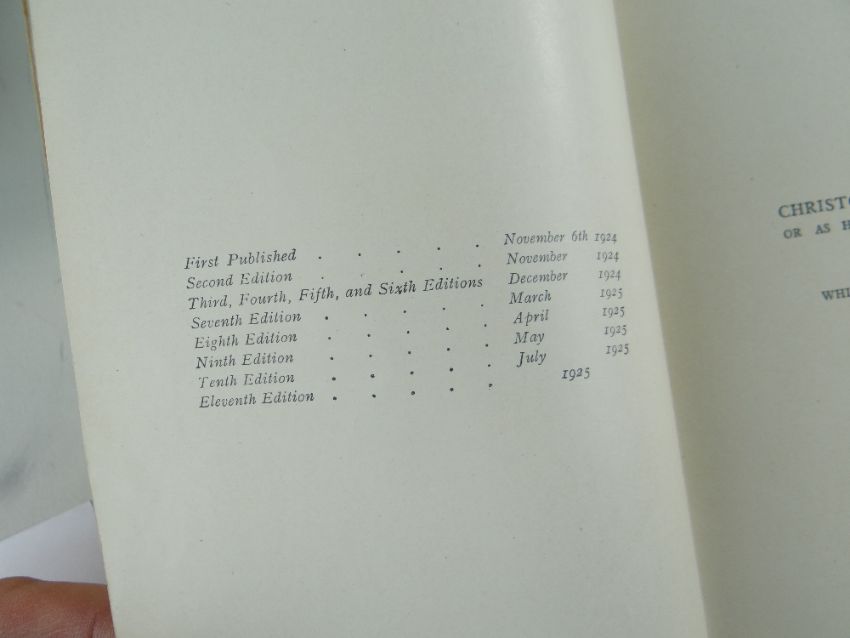 First Published . . . . . November 6th 1924
Second Edition . . . . . November 1924
Third, Fourth, Fifth, and Sixth Editions December 1924
Seventh Edition . . . . . March 1925
Eighth Edition . . . . . April 1925
Ninth Edition . . . . . May 1925
Tenth Edition . . . . . July 1925
Eleventh Edition . . . . . 1925
CHRISTO
OR AS H
WHI